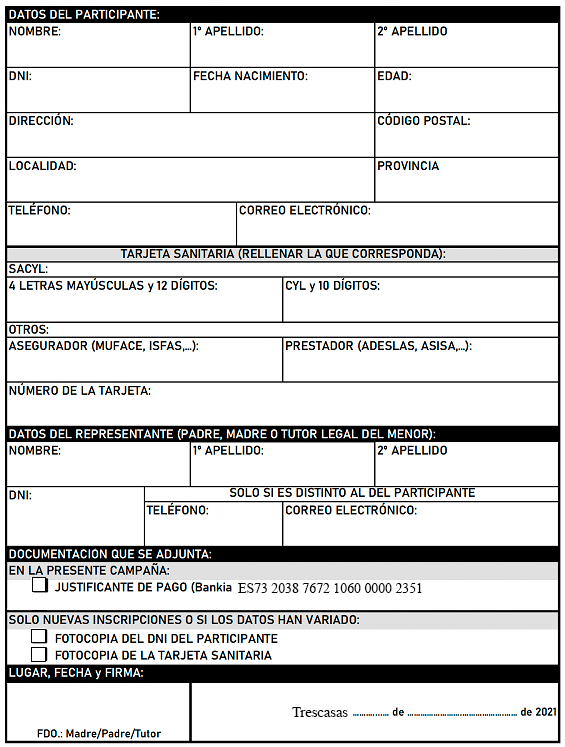 DATOS DEL PARTICIPANTE:
NOMBRE: 1º APELLIDO: 2º APELLIDO
DNI: FECHA NACIMIENTO: EDAD:
DIRECCIÓN: CÓDIGO POSTAL:
LOCALIDAD: PROVINCIA
TELÉFONO: CORREO ELECTRÓNICO:
TARJETA SANITARIA (RELLENAR LA QUE CORRESPONDA):
SACYL:
4 LETRAS MAYÚSCULAS y 12 DÍGITOS: CYL y 10 DÍGITOS:
OTROS:
ASEGURADOR (MUFACE, ISFAS,...): PRESTADOR (ADESLAS, ASISA,...):
NÚMERO DE LA TARJETA:
DATOS DEL REPRESENTANTE (PADRE, MADRE O TUTOR LEGAL DEL MENOR):
NOMBRE: 1º APELLIDO: 2º APELLIDO
DNI: SOLO SI ES DISTINTO AL DEL PARTICIPANTE
TELÉFONO: CORREO ELECTRÓNICO:
DOCUMENTACION QUE SE ADJUNTA:
EN LA PRESENTE CAMPAÑA:
JUSTIFICANTE DE PAGO (Bankia ES73 2038 7672 1060 0000 2351
SOLO NUEVAS INSCRIPCIONES O SI LOS DATOS HAN VARIADO:
FOTOCOPIA DEL DNI DEL PARTICIPANTE
FOTOCOPIA DE LA TARJETA SANITARIA
LUGAR, FECHA y FIRMA:
Trescasas ............. de ........................................ de 2021
FDO.: Madre/Padre/Tutor